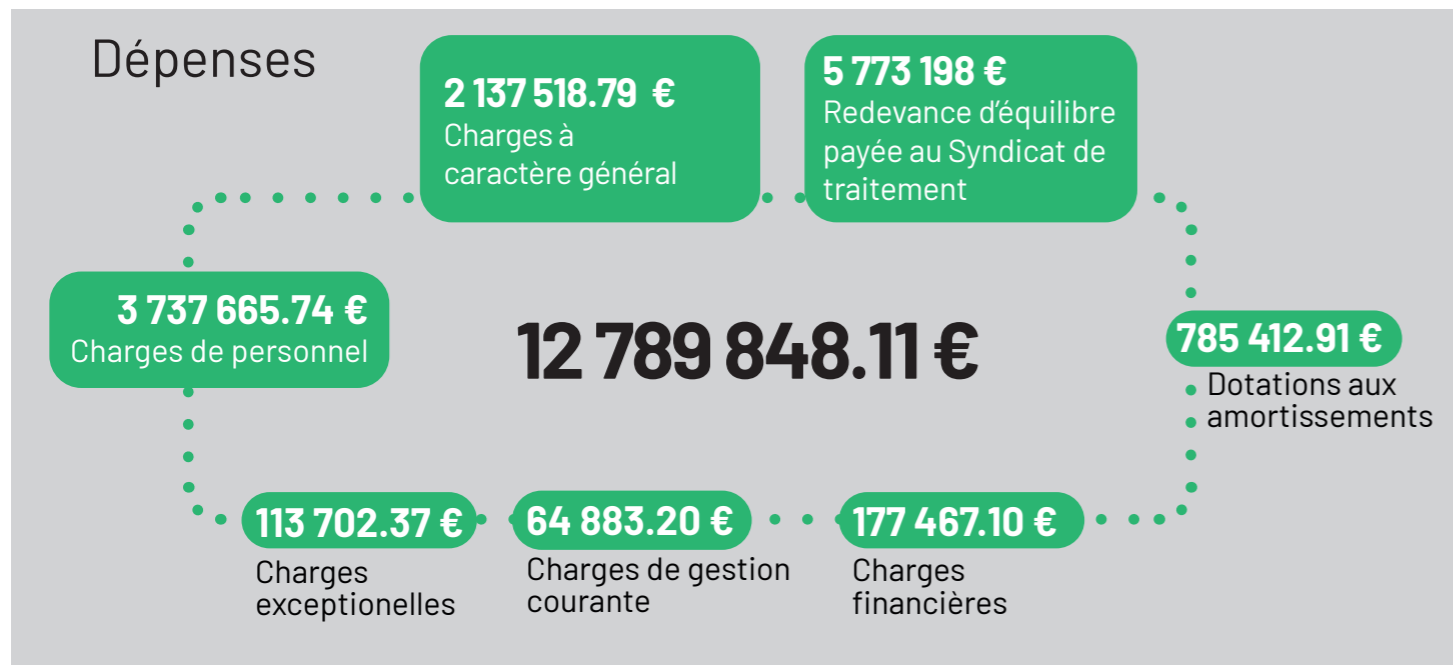 Dépenses
2 137 518.79 €
Charges à
caractère général
5 773 198 €
Redevance d'équilibre
payée au Syndicat de
traitement
3 737 665.74 €
Charges de personnel
12 789 848.11 €
785 412.91 €
Dotations aux
amortissements
113 702.37 €
Charges
exceptionelles
64 883.20 €
Charges de gestion
courante
177 467.10 €
Charges
financières